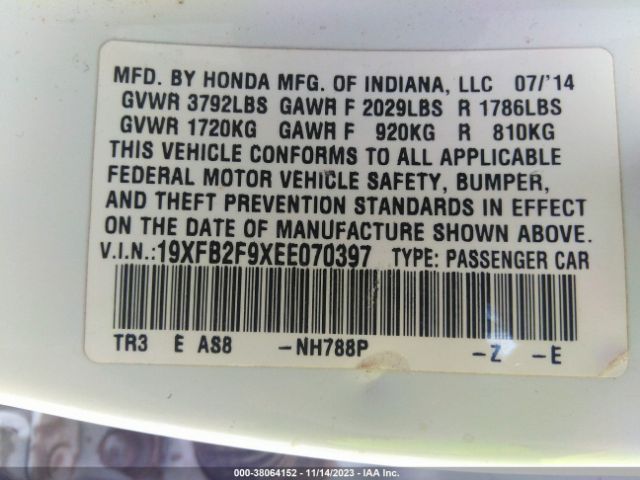 MFD. BY HONDA MFG. OF INDIANA, LLC 07/'14
GVWR 3792LBS GAWR F 2029LBS R 1786LBS
GVWR 1720KG GAWR F 920KG R 810KG
THIS VEHICLE CONFORMS TO ALL APPLICABLE
FEDERAL MOTOR VEHICLE SAFETY, BUMPER,
AND THEFT PREVENTION STANDARDS IN EFFECT
ON THE DATE OF MANUFACTURE SHOWN ABOVE.
V.I.N.:19XFB2F9XEE070397 TYPE: PASSENGER CAR
TR3 E AS8 -NH788P -Z -E
000-38064152 - 11/14/2023 - IAA Inc.